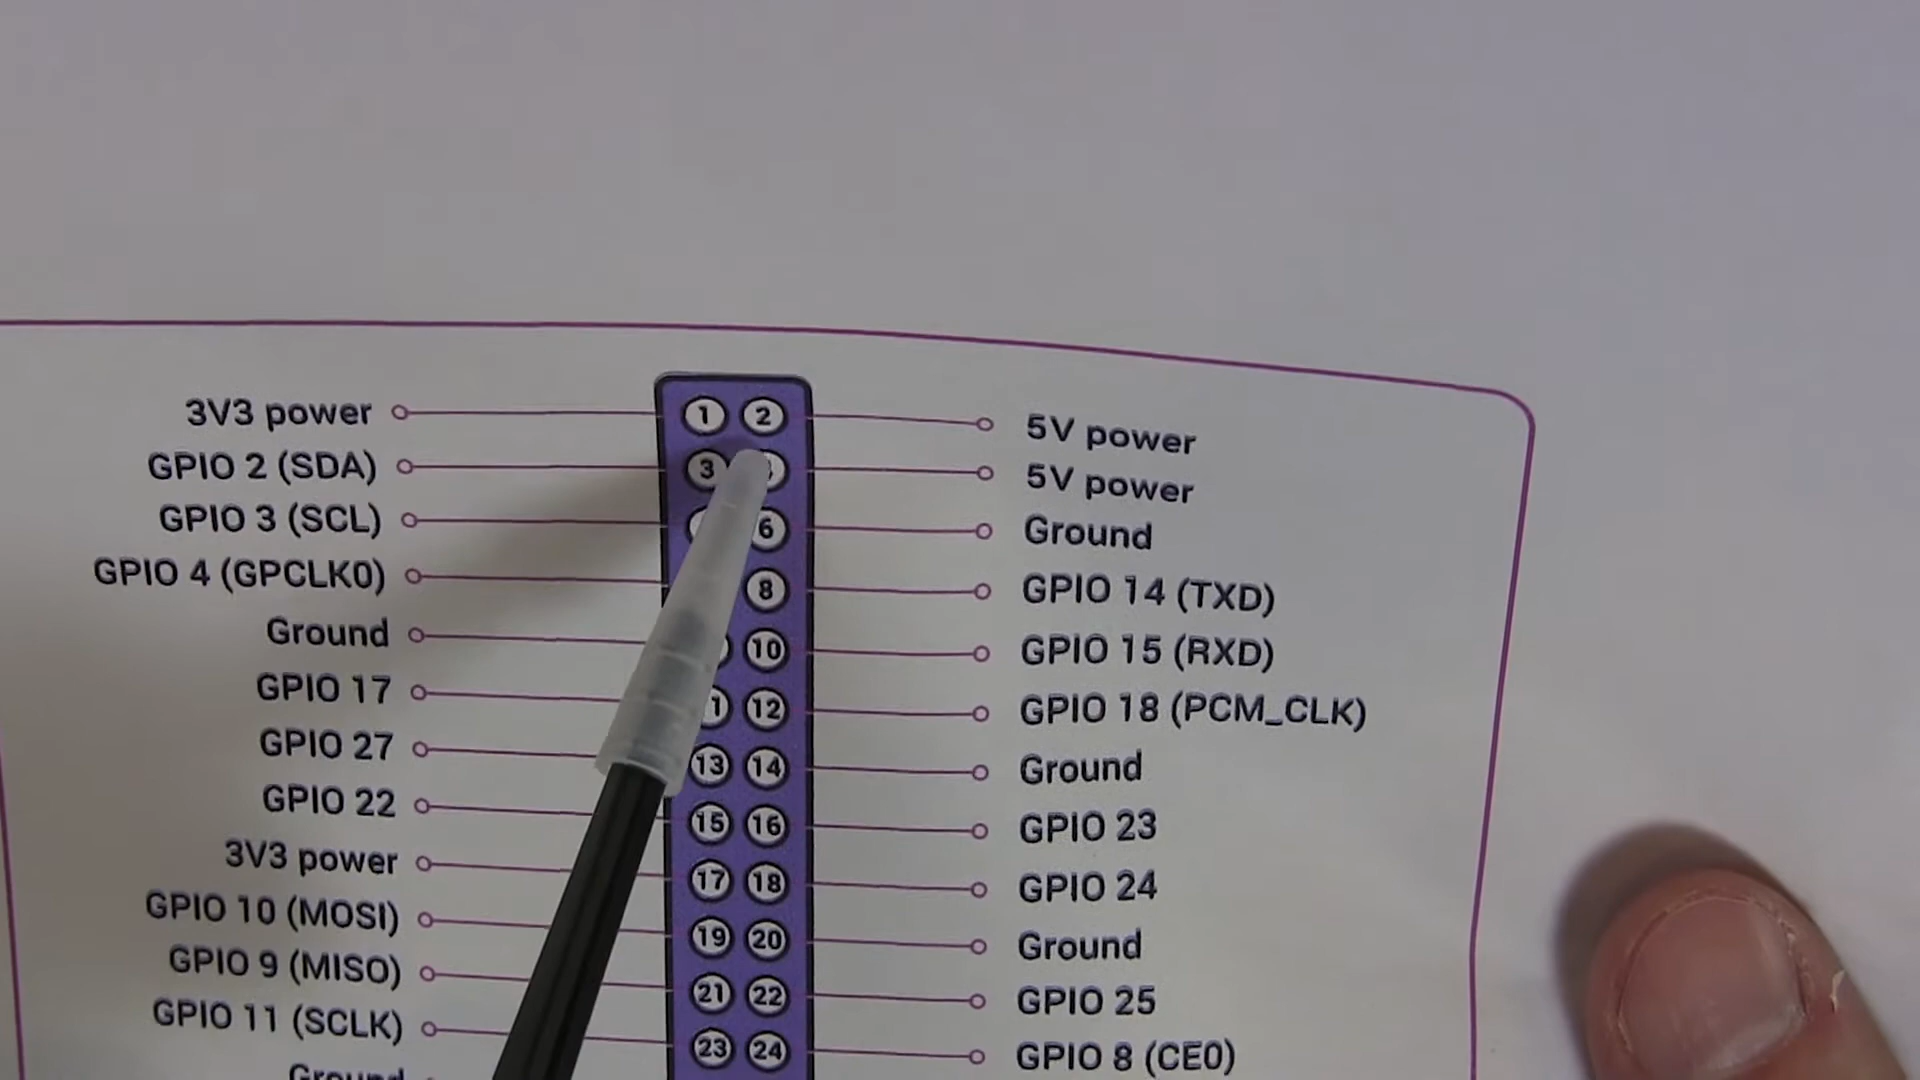 3V3 power 1 2 5V power
GPIO 2 (SDA) 3 5V power
GPIO 3 (SCL) 6 Ground
GPIO 4 (GPCLK0) 8 GPIO 14 (TXD)
Ground 10 GPIO 15 (RXD)
GPIO 17 12 GPIO 18 (PCM_CLK)
GPIO 27 13 14 Ground
GPIO 22 15 16 GPIO 23
3V3 power 17 18 GPIO 24
GPIO 10 (MOSI) 19 20 Ground
GPIO 9 (MISO) 21 22 GPIO 25
GPIO 11 (SCLK) 23 24 GPIO 8 (CE0)
Ground